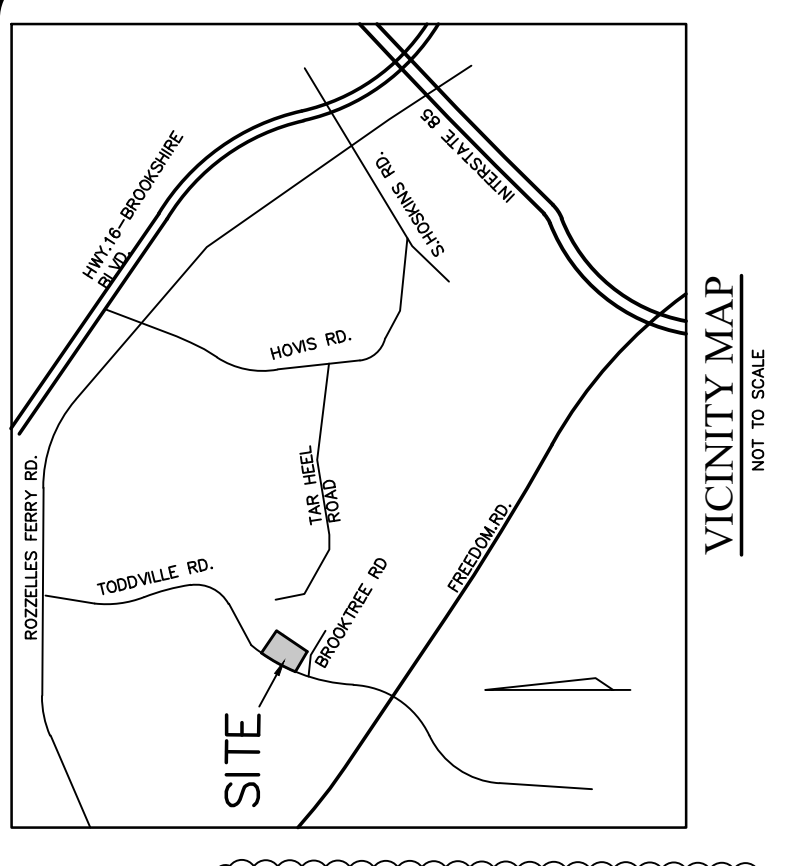 HWY.16-BROOKSHIRE
BLVD.
INTERSTATE 85
S.HOSKINS RD.
HOVIS RD.
ROZZELLES FERRY RD.
TAR HEEL
ROAD
TODDVILLE RD.
BROOKTREE RD
FREEDOM.RD.
SITE
VICINITY MAP
NOT TO SCALE